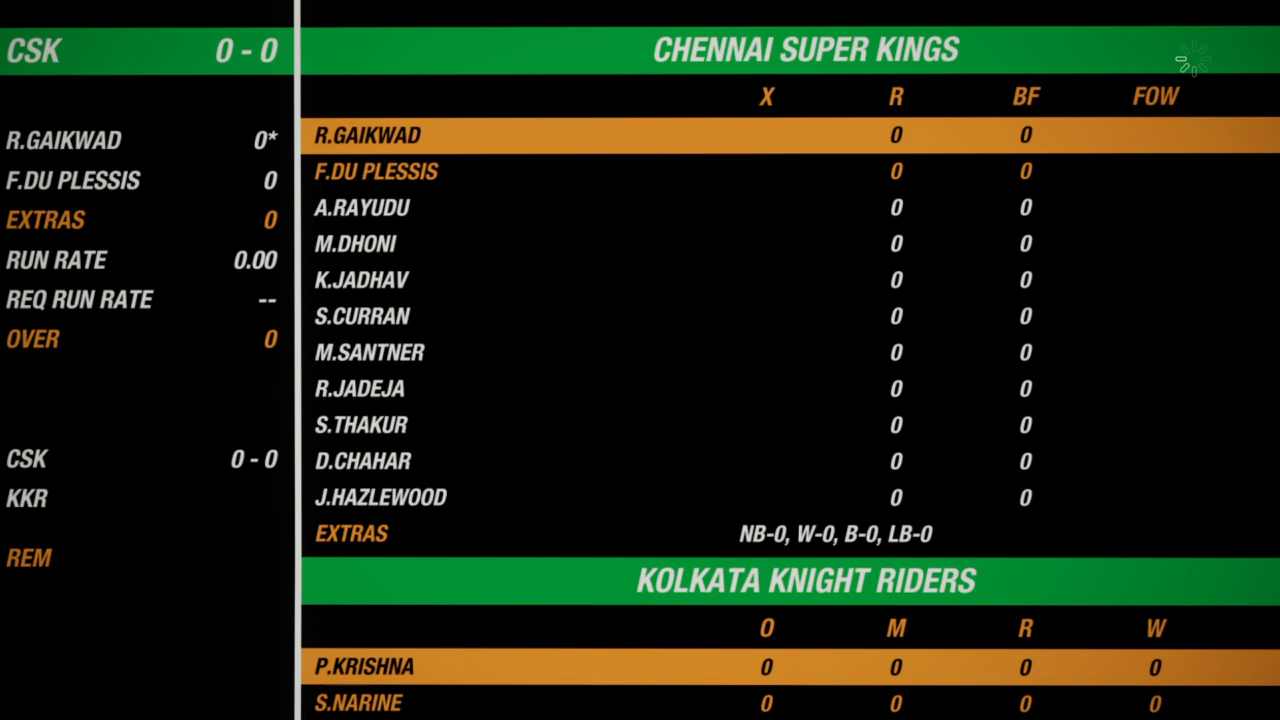 CSK 0 - 0
R.GAIKWAD 0*
F.DU PLESSIS 0
EXTRAS 0
RUN RATE 0.00
REQ RUN RATE --
OVER 0
CSK 0 - 0
KKR
REM
CHENNAI SUPER KINGS
X R BF FOW
R.GAIKWAD 0 0
F.DU PLESSIS 0 0
A.RAYUDU 0 0
M.DHONI 0 0
K.JADHAV 0 0
S.CURRAN 0 0
M.SANTNER 0 0
R.JADEJA 0 0
S.THAKUR 0 0
D.CHAHAR 0 0
J.HAZLEWOOD 0 0
EXTRAS NB-0, W-0, B-0, LB-0
KOLKATA KNIGHT RIDERS
O M R W
P.KRISHNA 0 0 0 0
S.NARINE 0 0 0 0